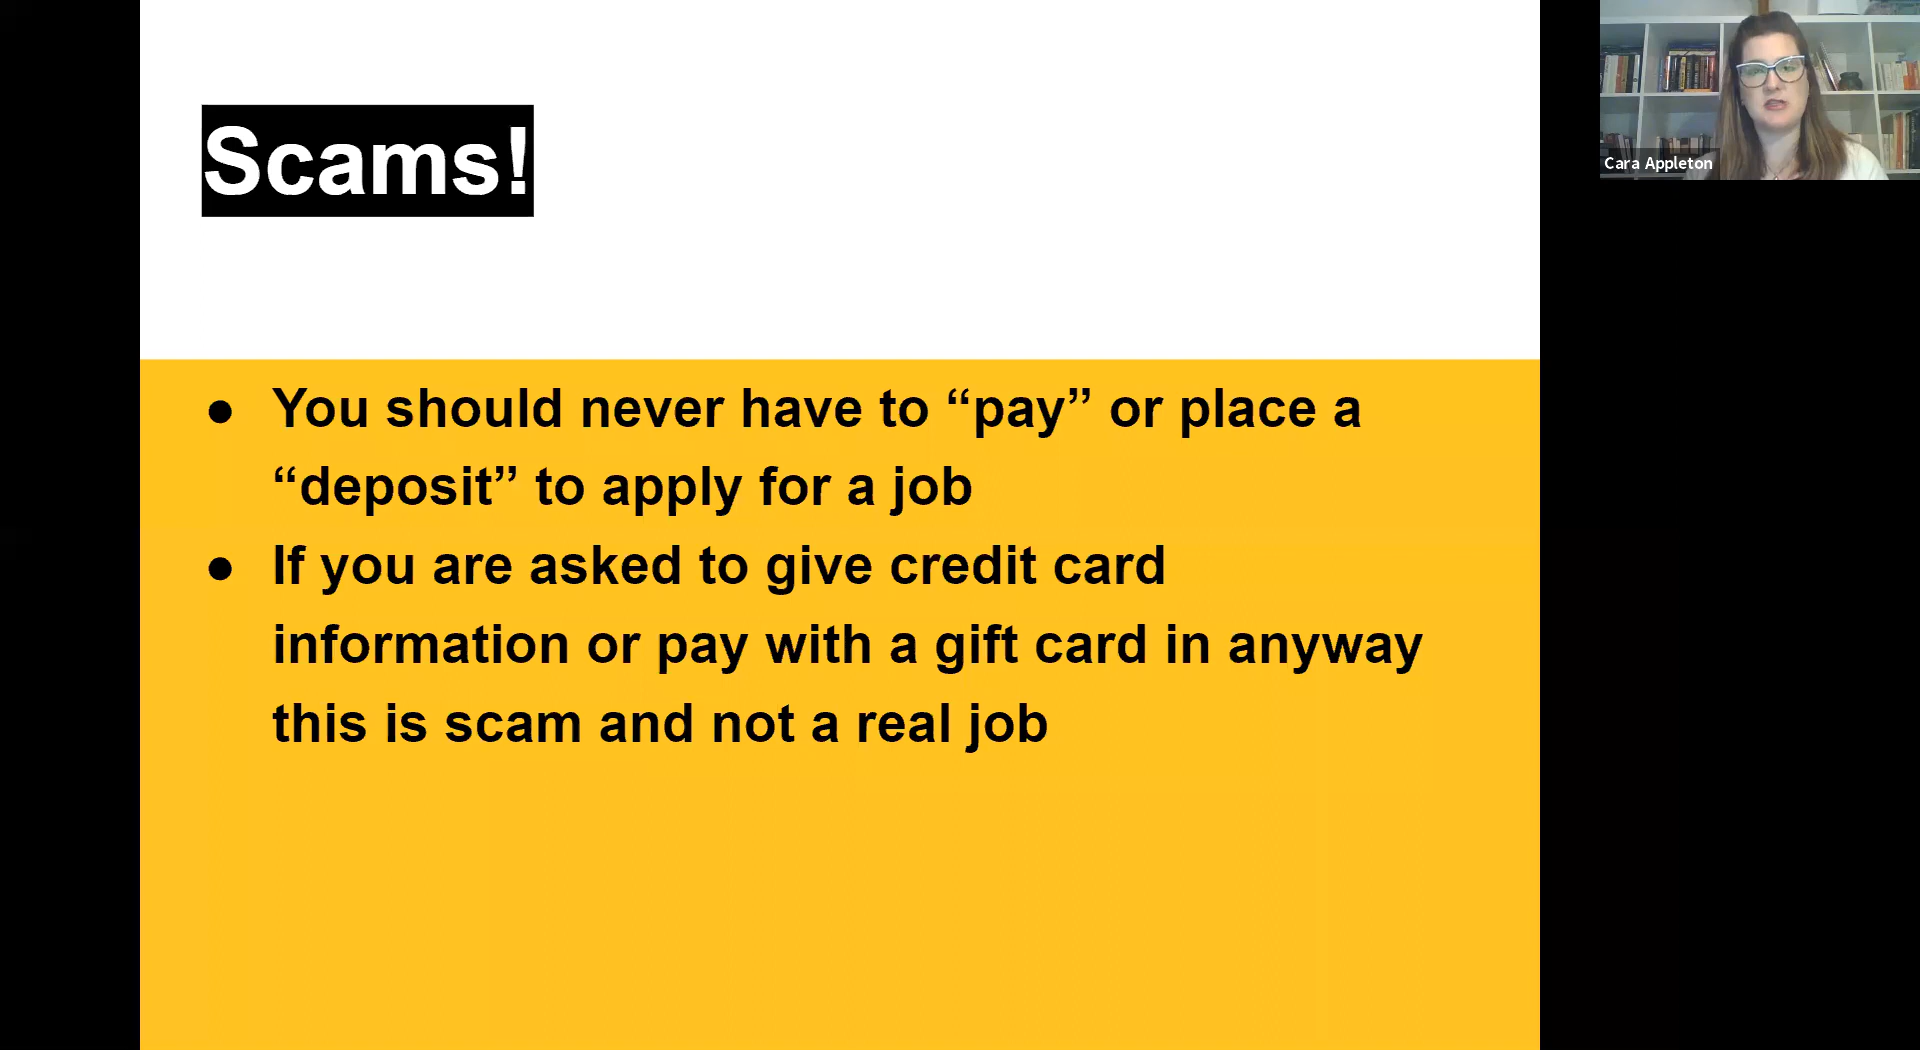 Scams!
● You should never have to “pay” or place a
“deposit” to apply for a job
● If you are asked to give credit card
information or pay with a gift card in anyway
this is scam and not a real job
Cara Appleton